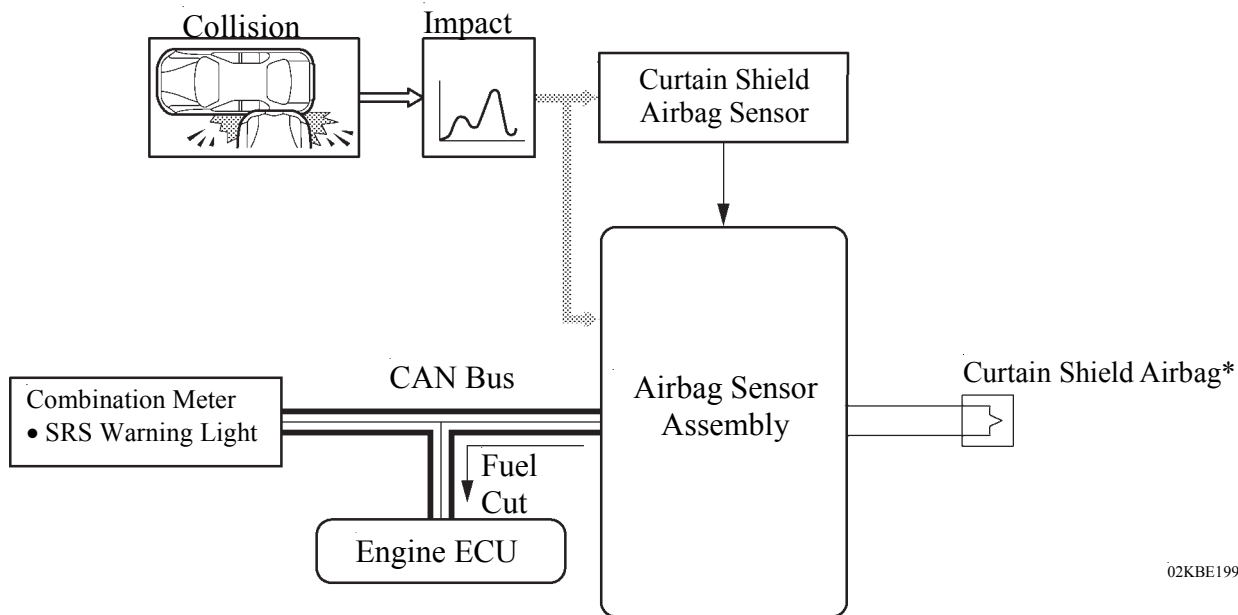 Collision
Impact
Curtain Shield
Airbag Sensor
CAN Bus
Combination Meter
• SRS Warning Light
Fuel
Cut
Engine ECU
Airbag Sensor
Assembly
Curtain Shield Airbag*
02KBE199